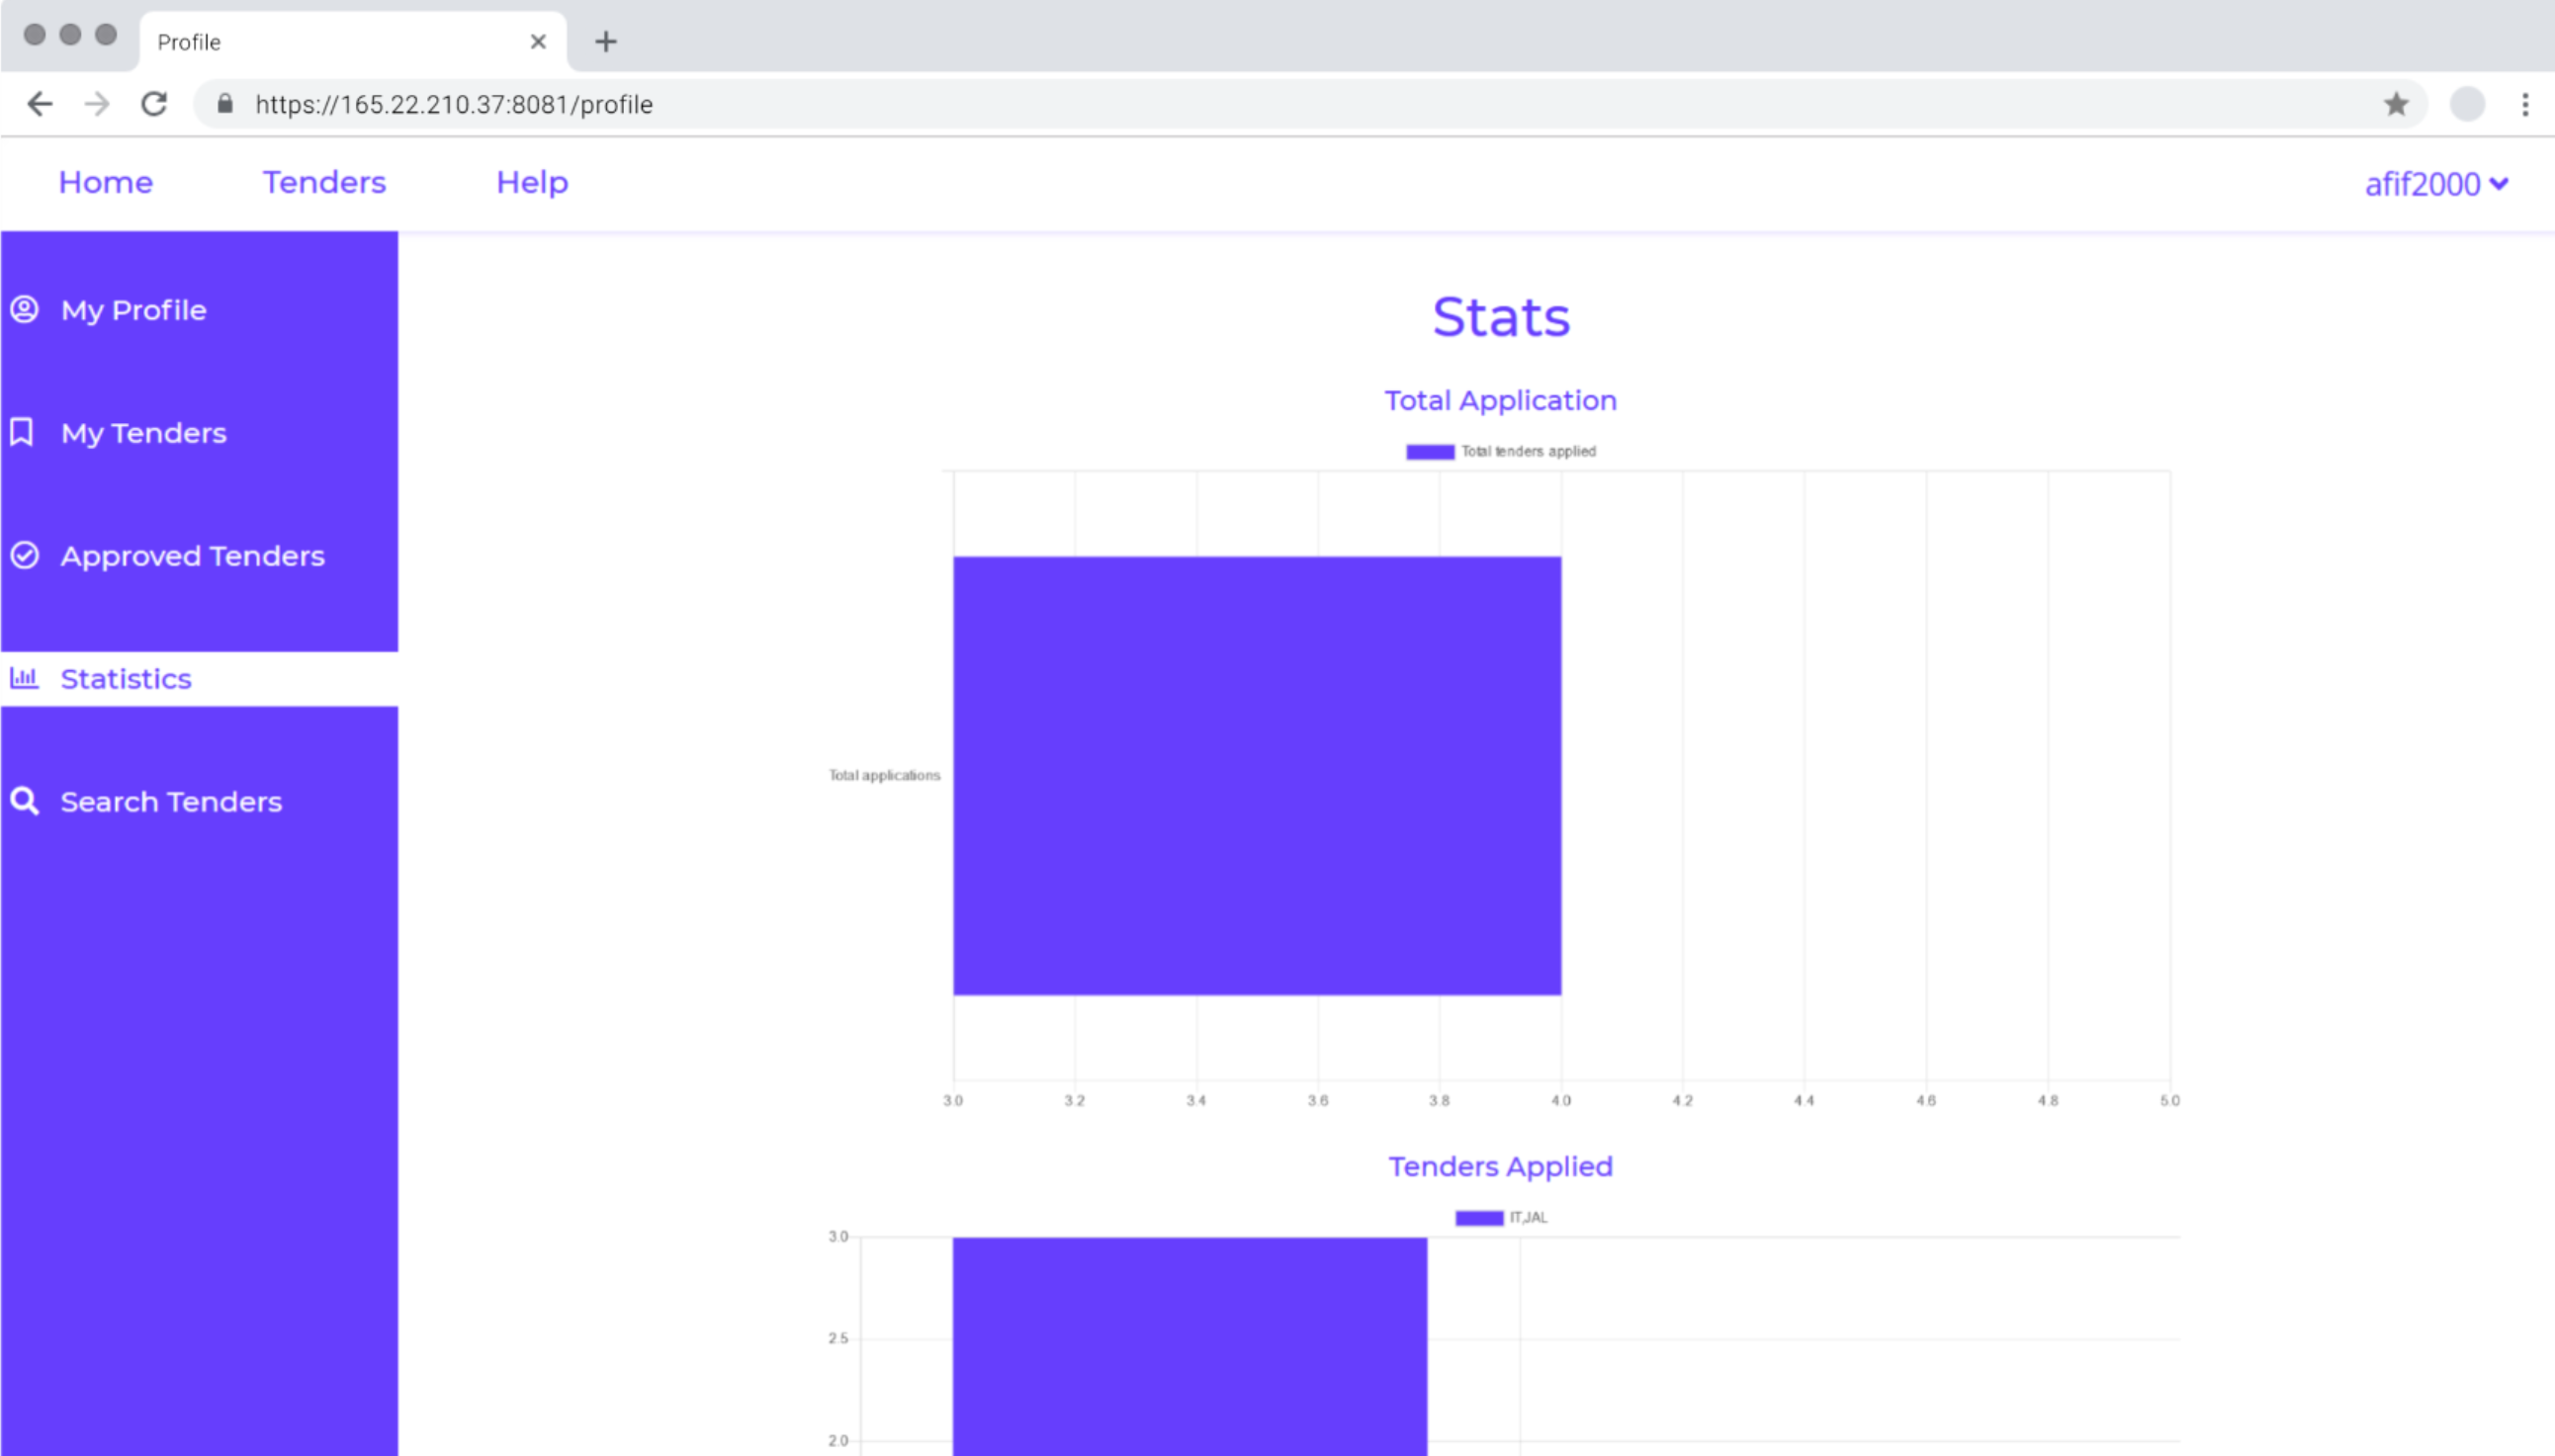 Profile
https://165.22.210.37:8081/profile
Home Tenders Help afif2000
My Profile
My Tenders
Approved Tenders
Statistics
Search Tenders
Stats
Total Application
Total tenders applied
Total applications
3.0 3.2 3.4 3.6 3.8 4.0 4.2 4.4 4.6 4.8 5.0
Tenders Applied
IT,JAL
3.0
2.5
2.0